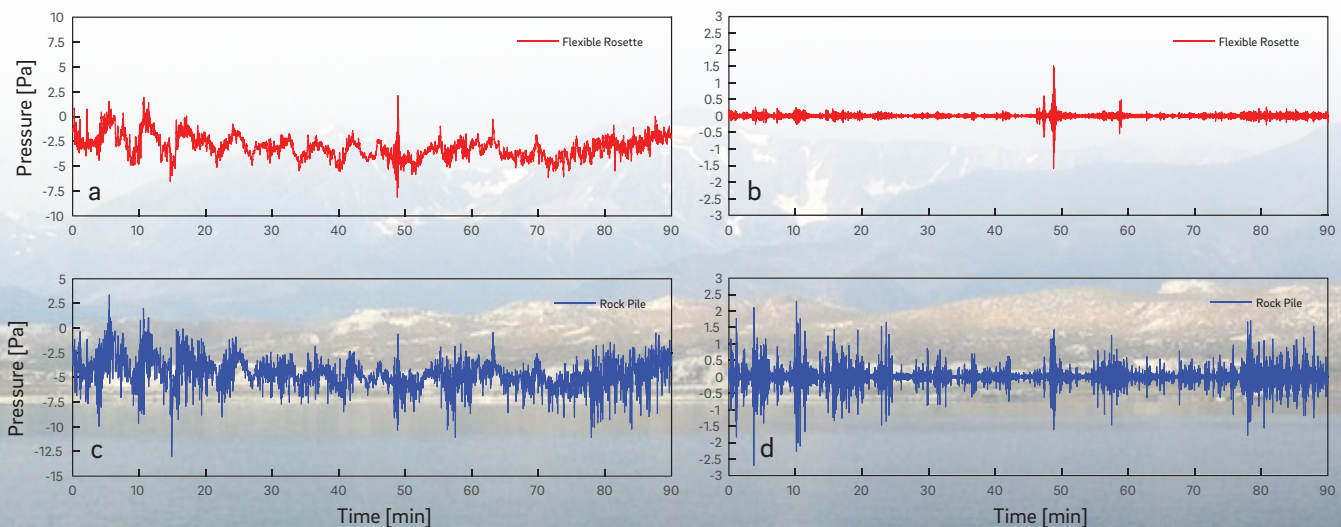 Pressure [Pa]
10
7.5
5
2.5
0
-2.5
-5
-7.5
-10
Flexible Rosette
a
0 10 20 30 40 50 60 70 80 90
3
2.5
2
1.5
1
0.5
0
-0.5
-1
-1.5
-2
-2.5
-3
Flexible Rosette
b
0 10 20 30 40 50 60 70 80 90
Pressure [Pa]
5
2.5
0
-2.5
-5
-7.5
-10
-12.5
-15
Rock Pile
c
0 10 20 30 40 50 60 70 80 90
Time [min]
3
2.5
2
1.5
1
0.5
0
-0.5
-1
-1.5
-2
-2.5
-3
Rock Pile
d
0 10 20 30 40 50 60 70 80 90
Time [min]